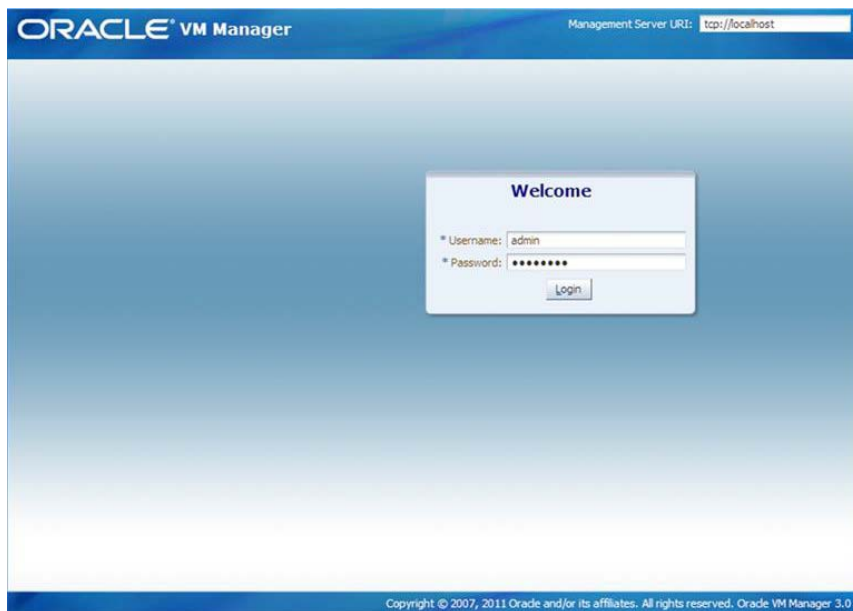 ORACLE® VM Manager
Management Server URI: tcp://localhost
Welcome
* Username: admin
* Password: ••••••••
Login
Copyright © 2007, 2011 Oracle and/or its affiliates. All rights reserved. Oracle VM Manager 3.0